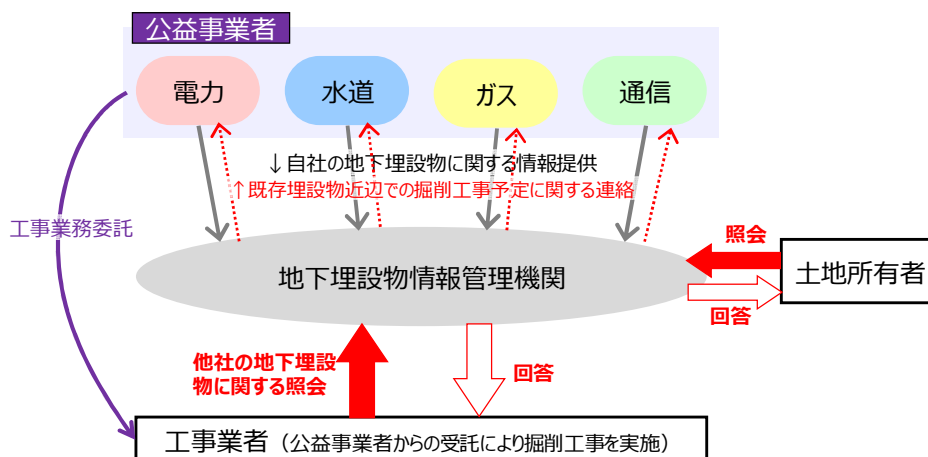 公益事業者
電力
水道
ガス
通信
↓自社の地下埋設物に関する情報提供
↑既存埋設物近辺での掘削工事予定に関する連絡
工事業務委託
地下埋設物情報管理機関
照会
土地所有者
回答
他社の地下埋設
物に関する照会
回答
工事業者（公益事業者からの受託により掘削工事を実施）